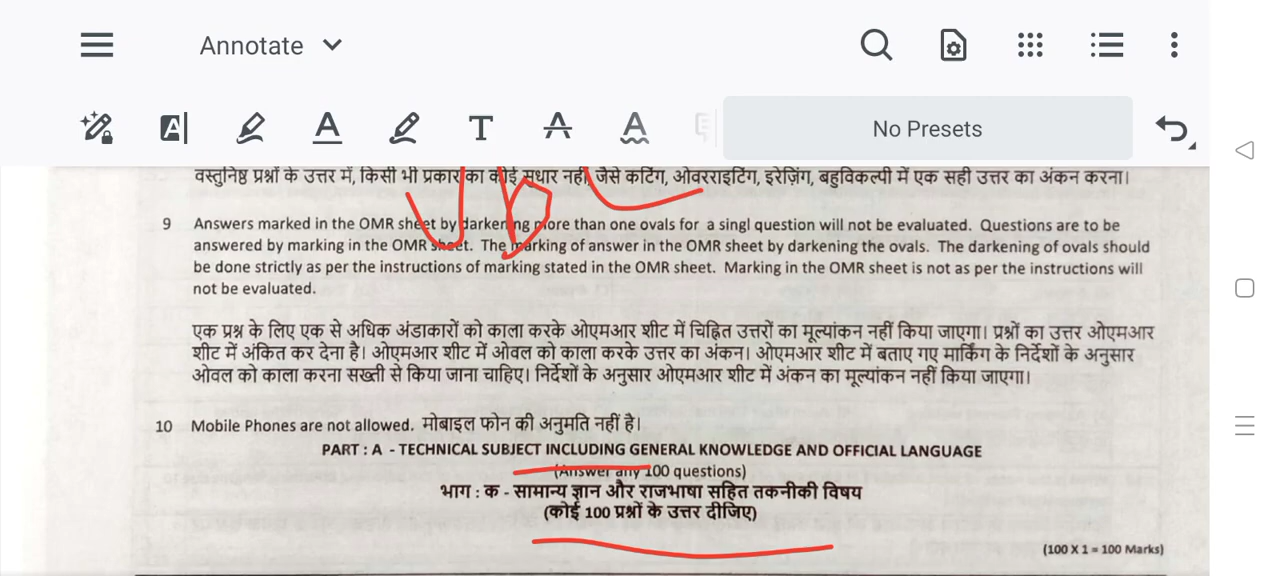 Annotate
No Presets
वस्तुनिष्ठ प्रश्नों के उत्तर में, किसी भी प्रकार का कोई सुधार नहीं, जैसे कटिंग, ओवरराइटिंग, इरेज़िंग, बहुविकल्पी में एक सही उत्तर का अंकन करना।
9 Answers marked in the OMR sheet by darkening more than one ovals for a singl question will not be evaluated. Questions are to be
answered by marking in the OMR sheet. The marking of answer in the OMR sheet by darkening the ovals. The darkening of ovals should
be done strictly as per the instructions of marking stated in the OMR sheet. Marking in the OMR sheet is not as per the instructions will
not be evaluated.
एक प्रश्न के लिए एक से अधिक अंडाकारों को काला करके ओएमआर शीट में चिह्नित उत्तरों का मूल्यांकन नहीं किया जाएगा। प्रश्नों का उत्तर ओएमआर
शीट में अंकित कर देना है। ओएमआर शीट में ओवल को काला करके उत्तर का अंकन। ओएमआर शीट में बताए गए मार्किंग के निर्देशों के अनुसार
ओवल को काला करना सख्ती से किया जाना चाहिए। निर्देशों के अनुसार ओएमआर शीट में अंकन का मूल्यांकन नहीं किया जाएगा।
10 Mobile Phones are not allowed. मोबाइल फोन की अनुमति नहीं है।
PART : A - TECHNICAL SUBJECT INCLUDING GENERAL KNOWLEDGE AND OFFICIAL LANGUAGE
(Answer any 100 questions)
भाग : क - सामान्य ज्ञान और राजभाषा सहित तकनीकी विषय
(कोई 100 प्रश्नों के उत्तर दीजिए)
(100 X 1 = 100 Marks)